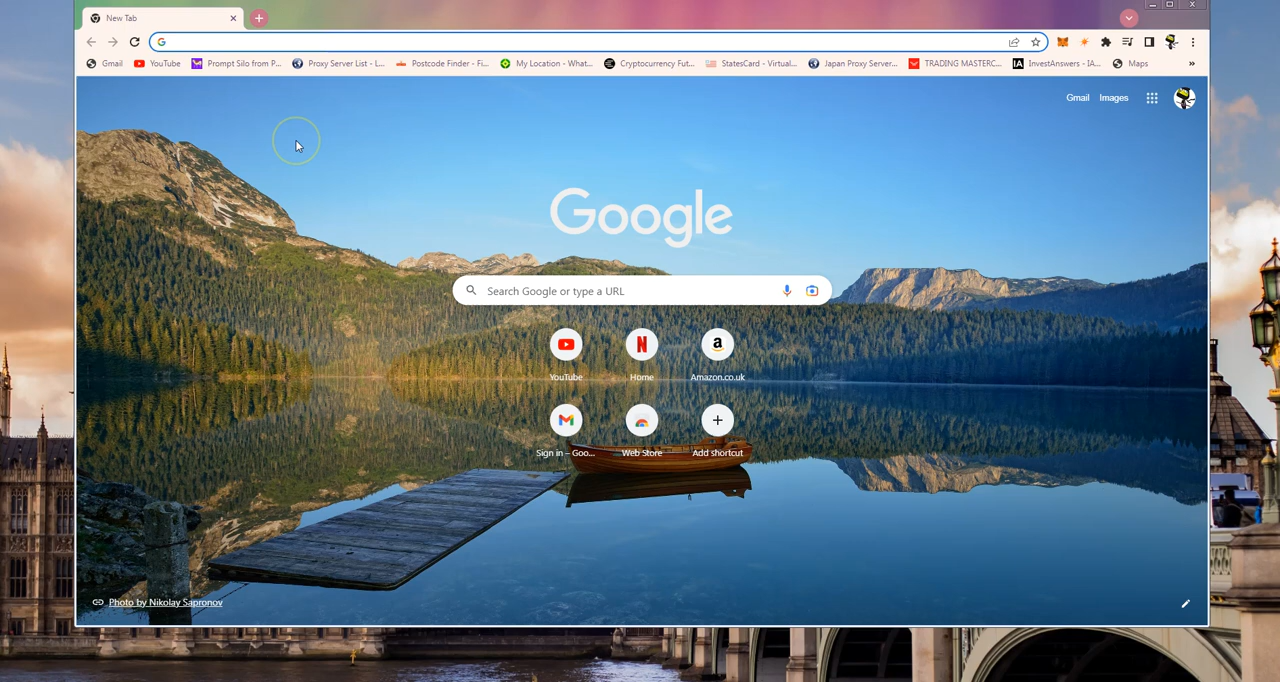 New Tab
Gmail
YouTube
Prompt Silo from P...
Proxy Server List - L...
Postcode Finder - Fi...
My Location - What...
Cryptocurrency Fut...
StatesCard - Virtual...
Japan Proxy Server...
TRADING MASTERC...
IA
InvestAnswers - IA...
Maps
»
Gmail
Images
Google
Search Google or type a URL
YouTube
N
Home
a
Amazon.co.uk
Sign in – Goo...
Web Store
Add shortcut
Photo by Nikolay Sapronov